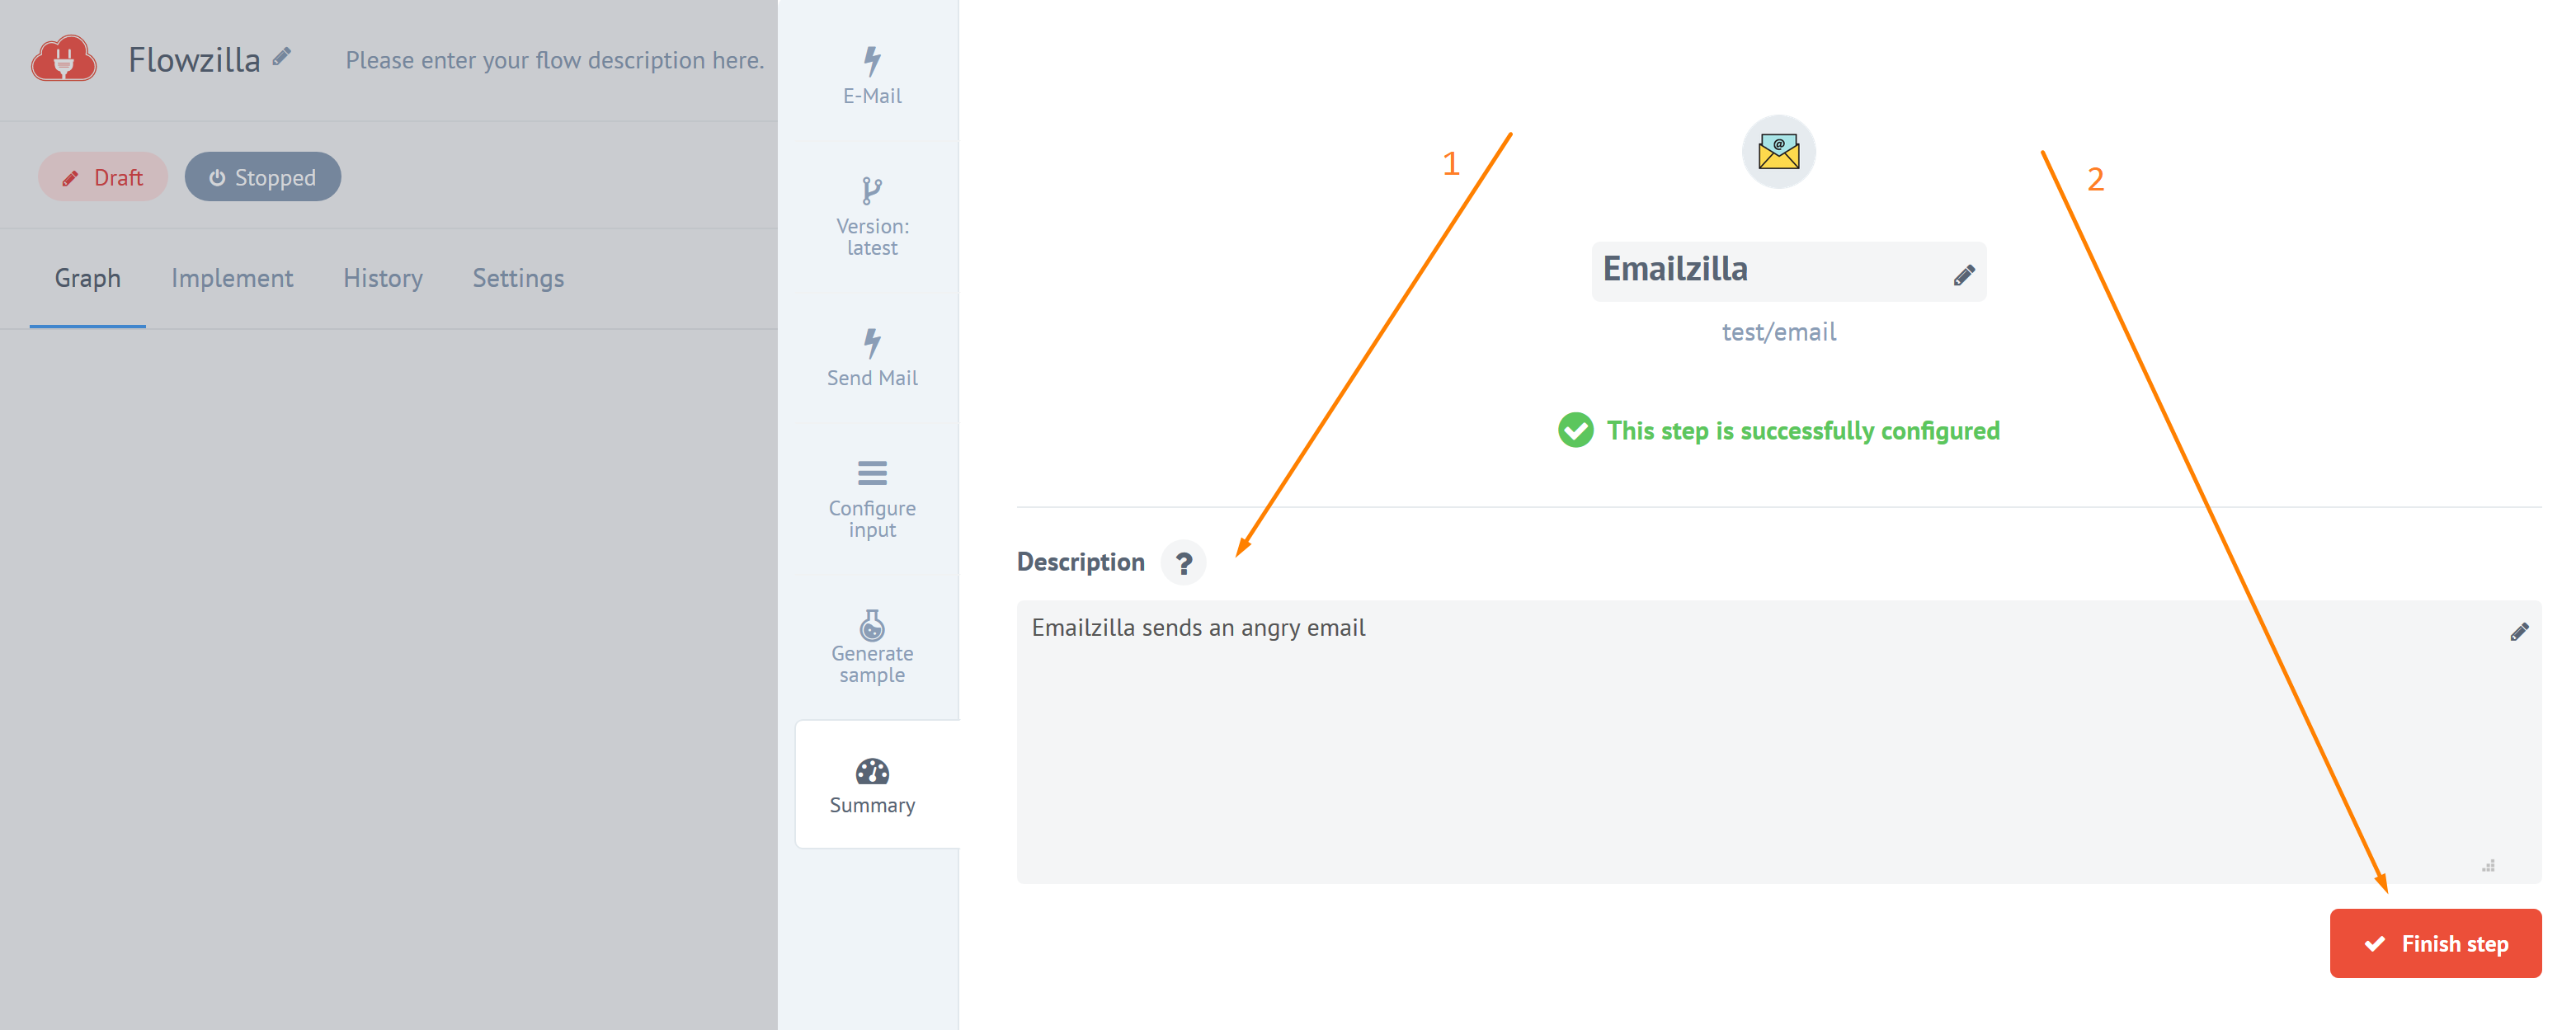 Flowzilla
Please enter your flow description here.
Draft
Stopped
Graph
Implement
History
Settings
E-Mail
Version:
latest
Send Mail
Configure
input
Generate
sample
Summary
1
@
2
Emailzilla
test/email
This step is successfully configured
Description ?
Emailzilla sends an angry email
Finish step